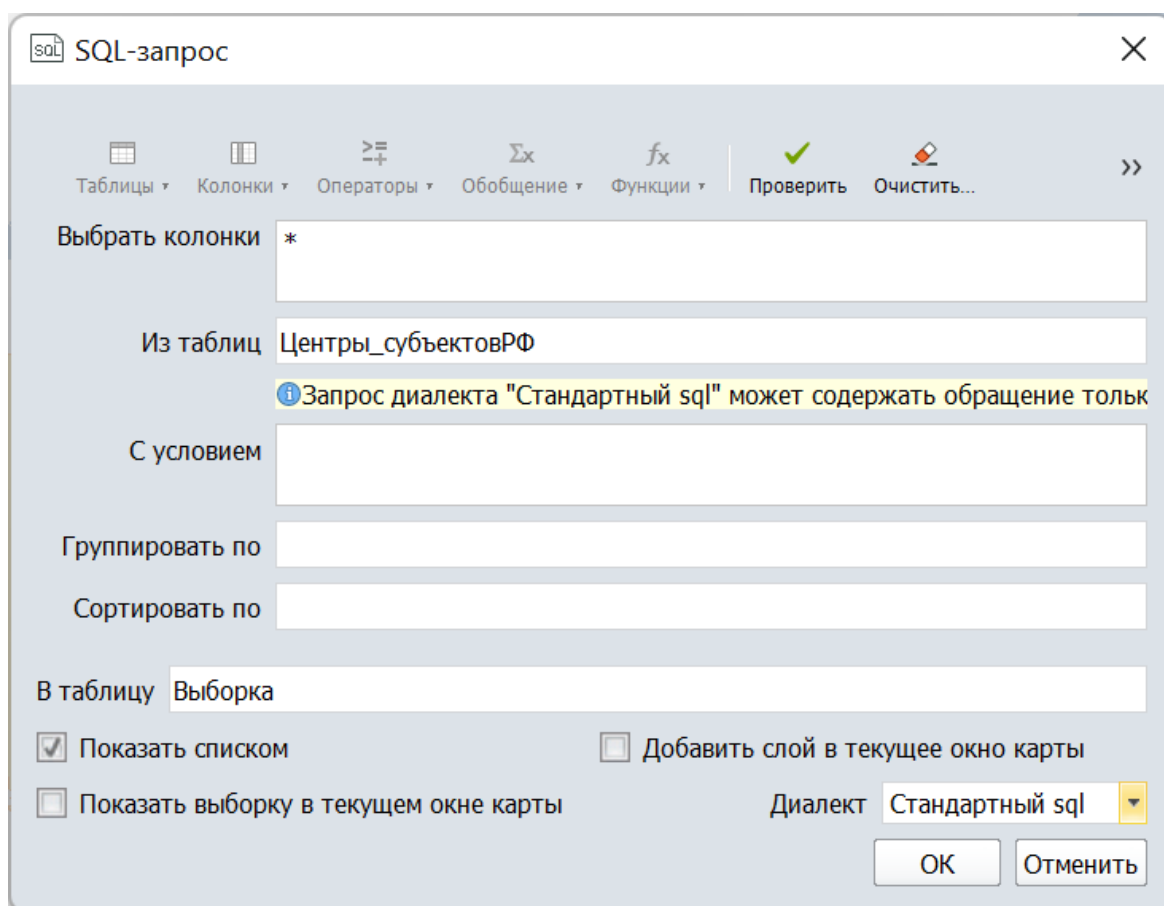 SQL-запрос
Таблицы Колонки Операторы Обобщение Функции Проверить Очистить...
Выбрать колонки *
Из таблиц Центры_субъектовРФ
Запрос диалекта "Стандартный sql" может содержать обращение тольк
С условием
Группировать по
Сортировать по
В таблицу Выборка
Показать списком Добавить слой в текущее окно карты
Показать выборку в текущем окне карты Диалект Стандартный sql
ОК Отменить